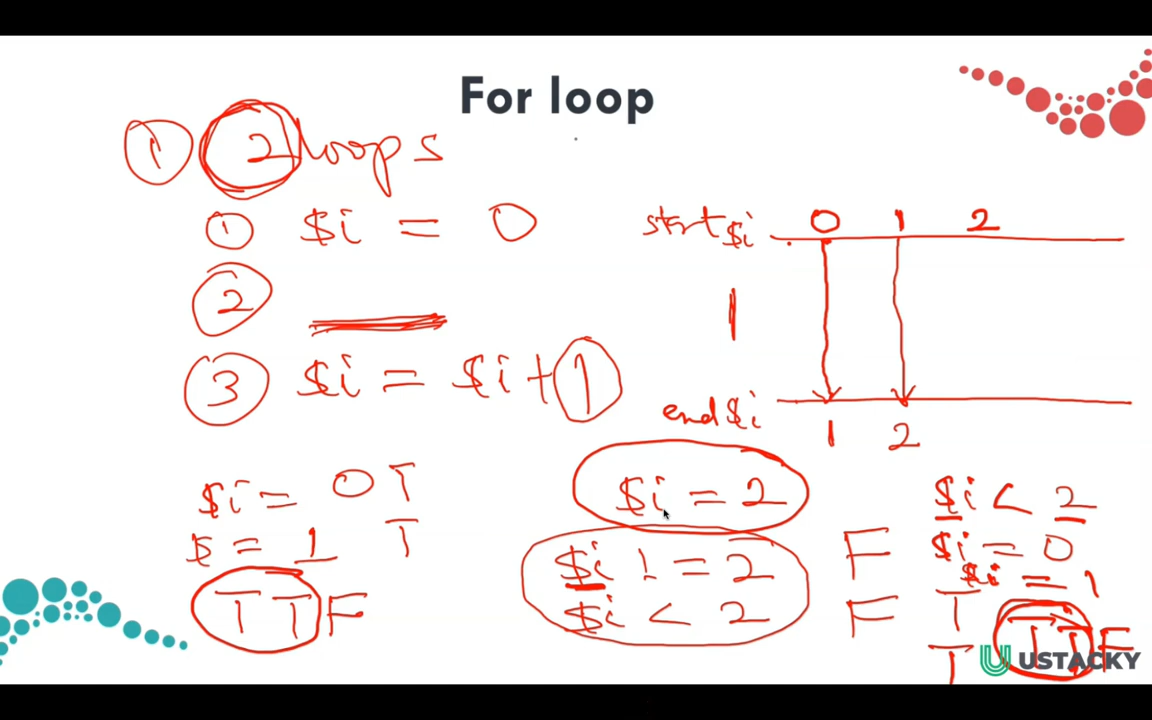 For loop
① 2 loops
① $i = 0
②
③ $i = $i + 1
start $i 0 1 2
1
end $i 1 2
$i = 0 T
$ = 1 T
T T F
$i = 2
$i != 2 F
$i < 2 F
$i < 2
$i = 0
$i = 1
T
T
T T F
USTACKY